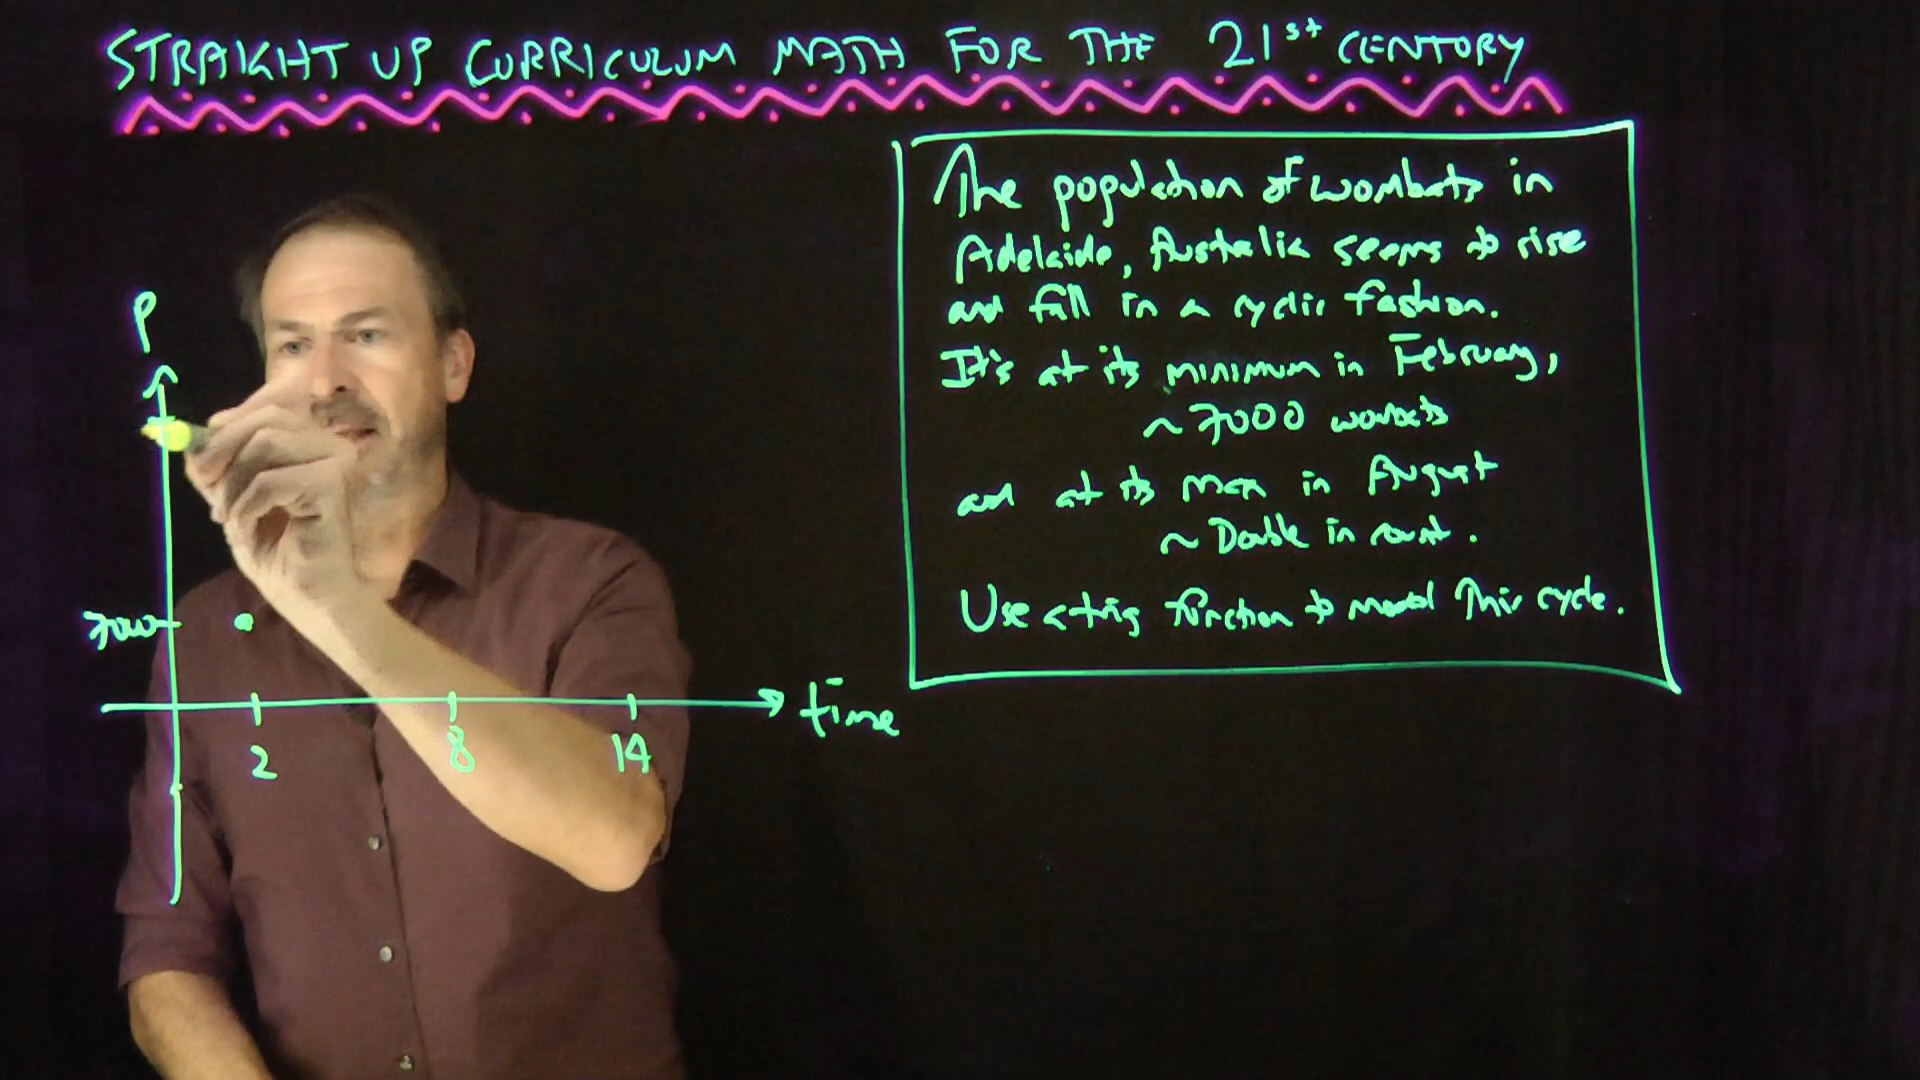 STRAIGHT UP CURRICULUM MATH FOR THE 21st CENTURY
The population of wombats in
Adelaide, Australia seems to rise
and fall in a cyclic fashion.
It's at its minimum in February,
~ 7000 wombats
and at its max in August
~ Double in count.
Use a trig function to model this cycle.
P
7000
time
2 8 14